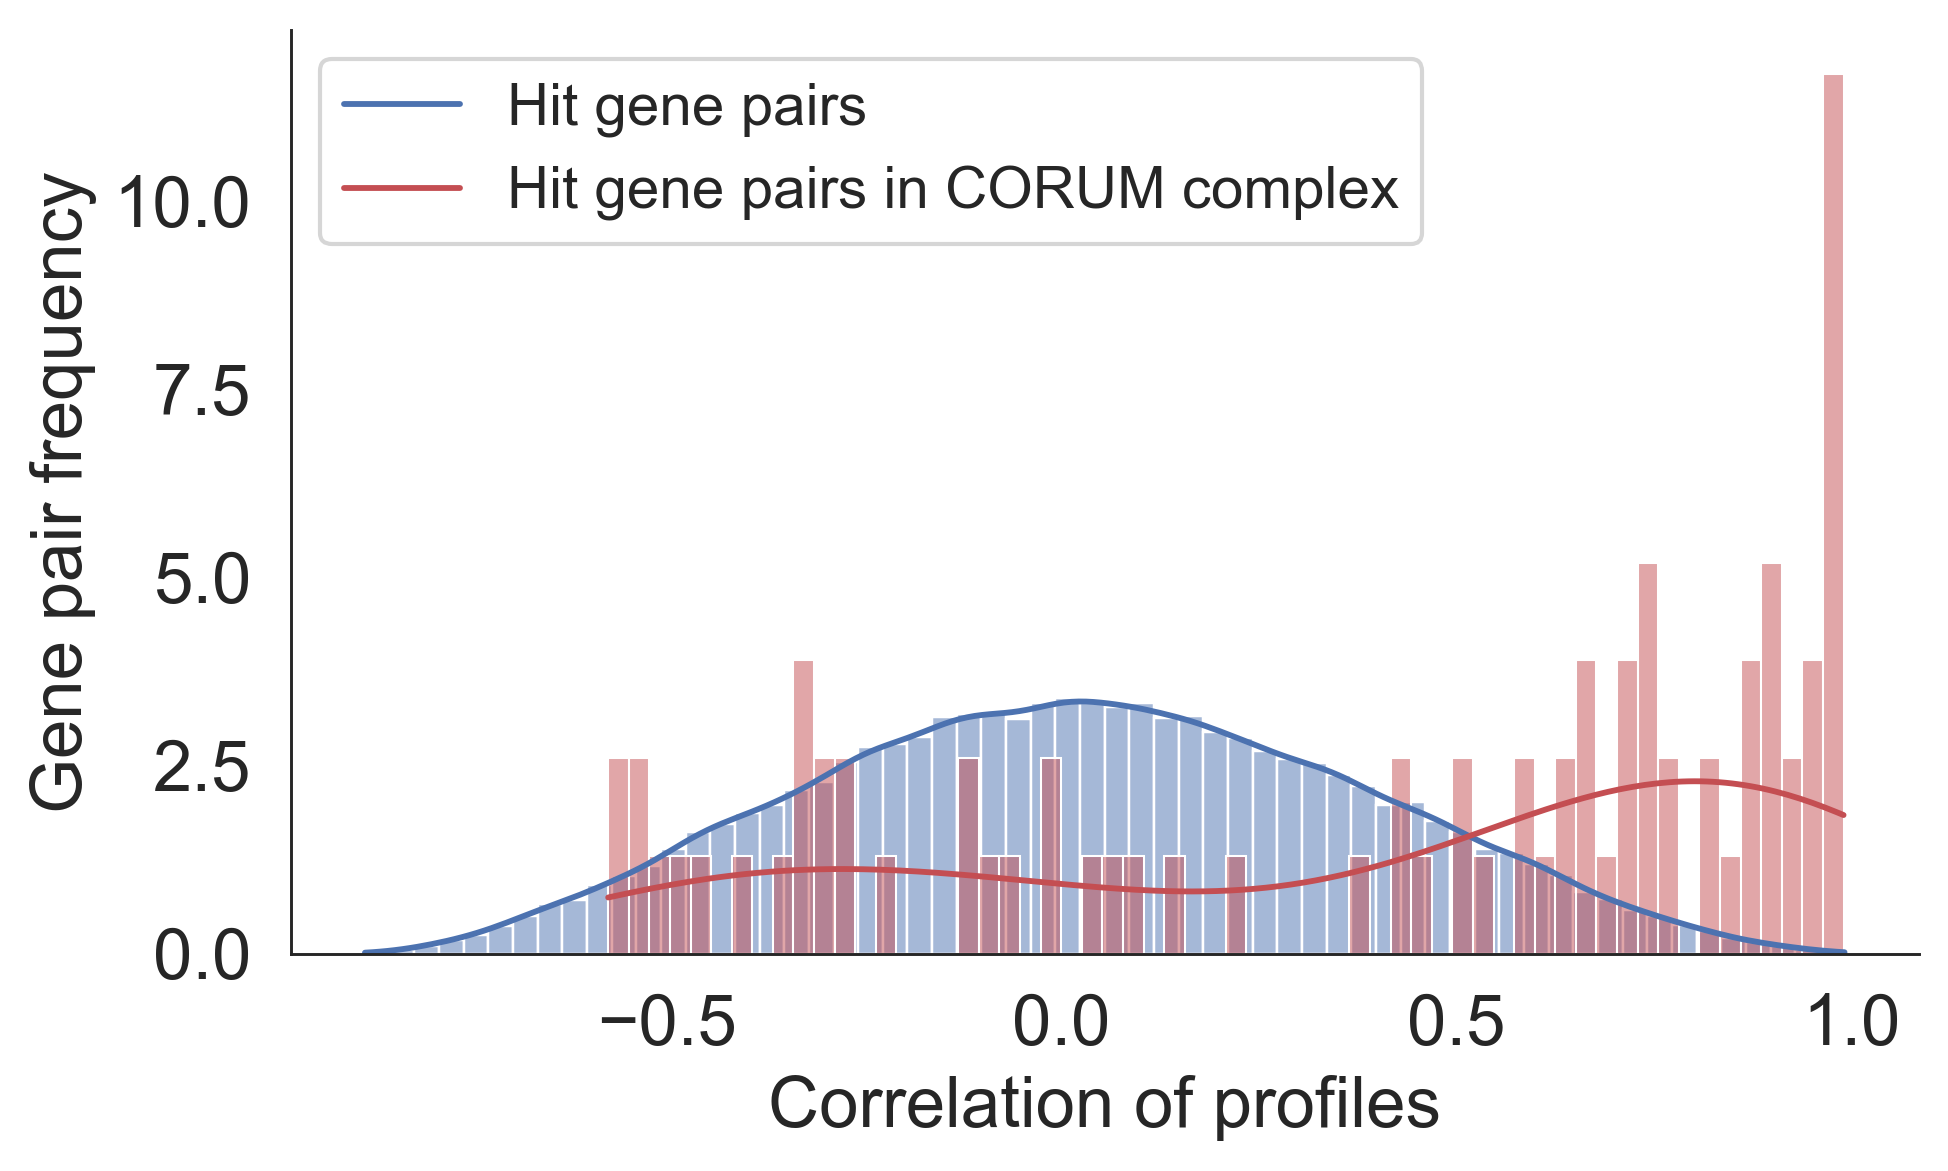 Hit gene pairs
Hit gene pairs in CORUM complex
Gene pair frequency
10.0
7.5
5.0
2.5
0.0
−0.5
0.0
0.5
1.0
Correlation of profiles